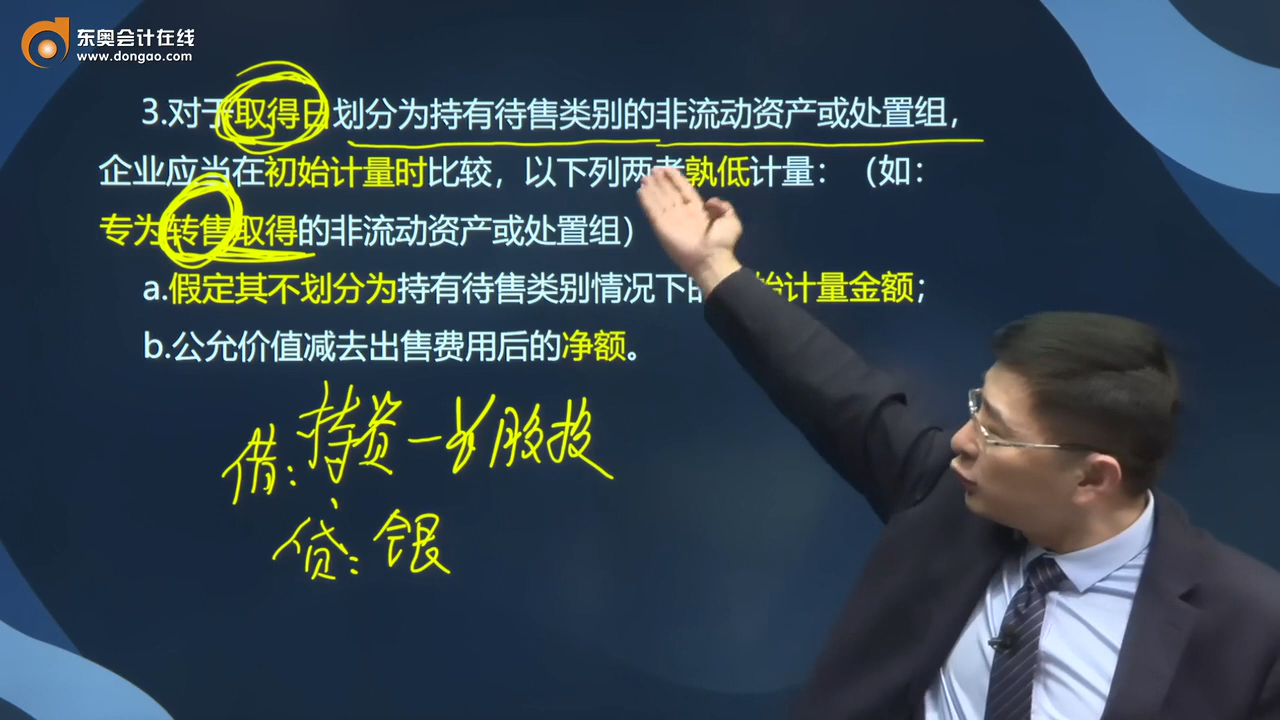 东奥会计在线
www.dongao.com
3.对于取得日划分为持有待售类别的非流动资产或处置组，
企业应当在初始计量时比较，以下列两者孰低计量：（如：
专为转售取得的非流动资产或处置组）
a.假定其不划分为持有待售类别情况下的始计量金额；
b.公允价值减去出售费用后的净额。
借：持资一长股投
贷：银